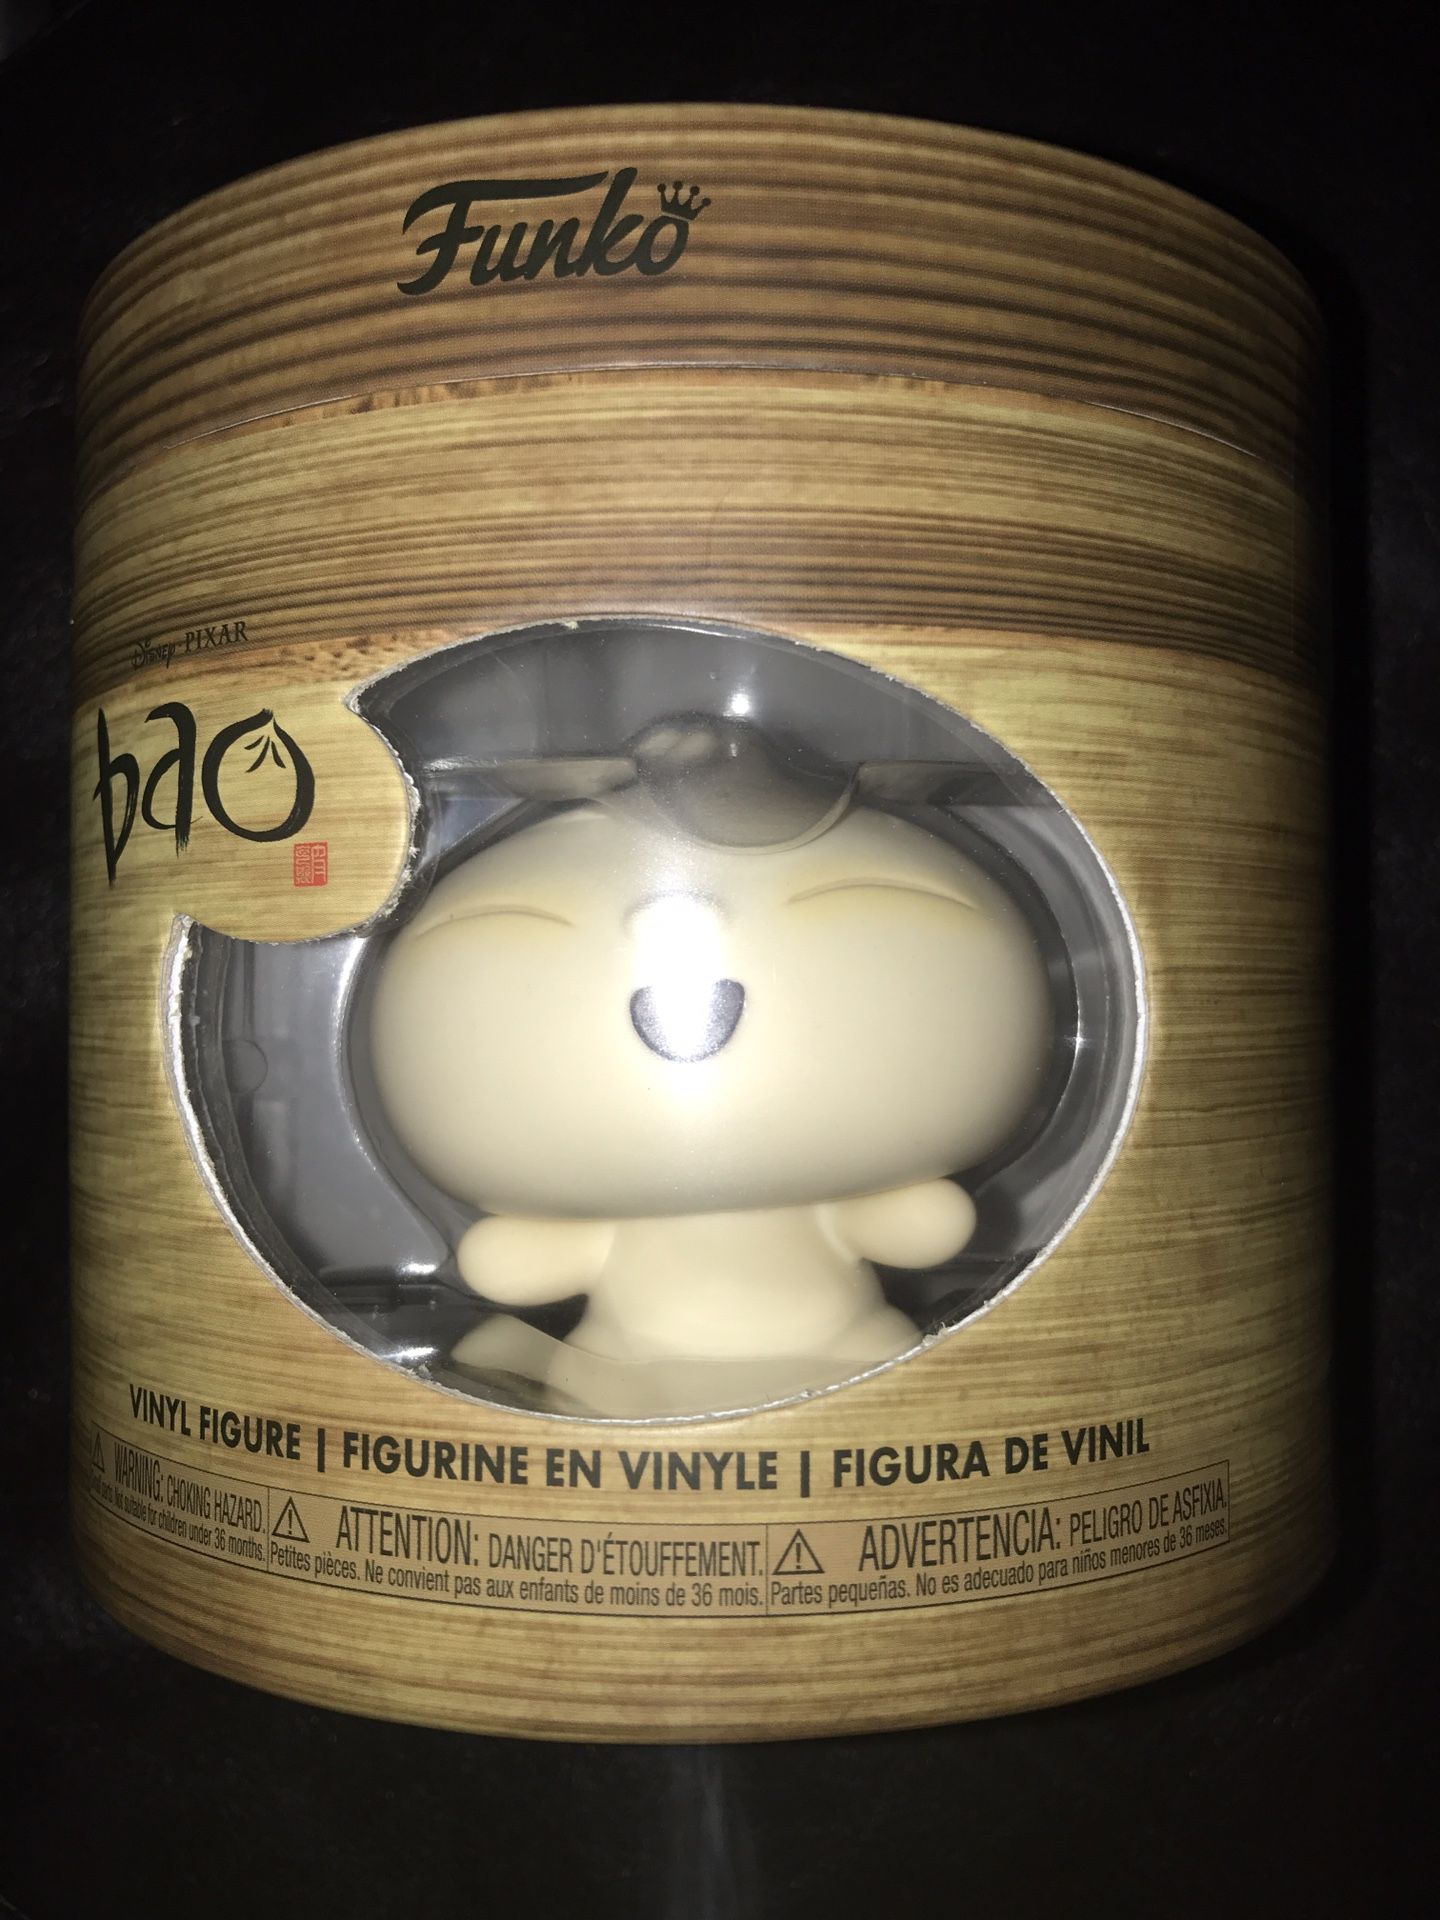 Funko
Disney · PIXAR
bao
VINYL FIGURE | FIGURINE EN VINYLE | FIGURA DE VINIL
WARNING: CHOKING HAZARD.
Small parts. Not suitable for children under 36 months.
ATTENTION: DANGER D'ÉTOUFFEMENT.
Petites pièces. Ne convient pas aux enfants de moins de 36 mois.
ADVERTENCIA: PELIGRO DE ASFIXIA.
Partes pequeñas. No es adecuado para niños menores de 36 meses.